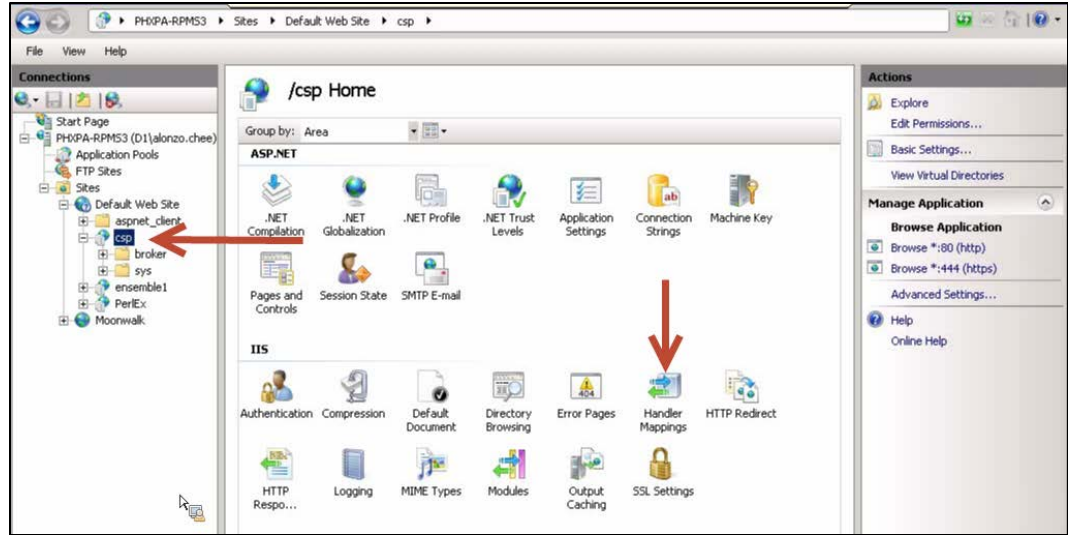 PHXPA-RPMS3 Sites Default Web Site csp
File View Help
Connections
Start Page
PHXPA-RPMS3 (D1\alonzo.chee)
Application Pools
FTP Sites
Sites
Default Web Site
aspnet_client
csp
broker
sys
ensemble1
PerlEx
Moonwalk
/csp Home
Group by: Area
ASP.NET
.NET Compilation
.NET Globalization
.NET Profile
.NET Trust Levels
Application Settings
Connection Strings
Machine Key
Pages and Controls
Session State
SMTP E-mail
IIS
Authentication
Compression
Default Document
Directory Browsing
Error Pages
Handler Mappings
HTTP Redirect
HTTP Respo...
Logging
MIME Types
Modules
Output Caching
SSL Settings
Actions
Explore
Edit Permissions...
Basic Settings...
View Virtual Directories
Manage Application
Browse Application
Browse *:80 (http)
Browse *:444 (https)
Advanced Settings...
Help
Online Help